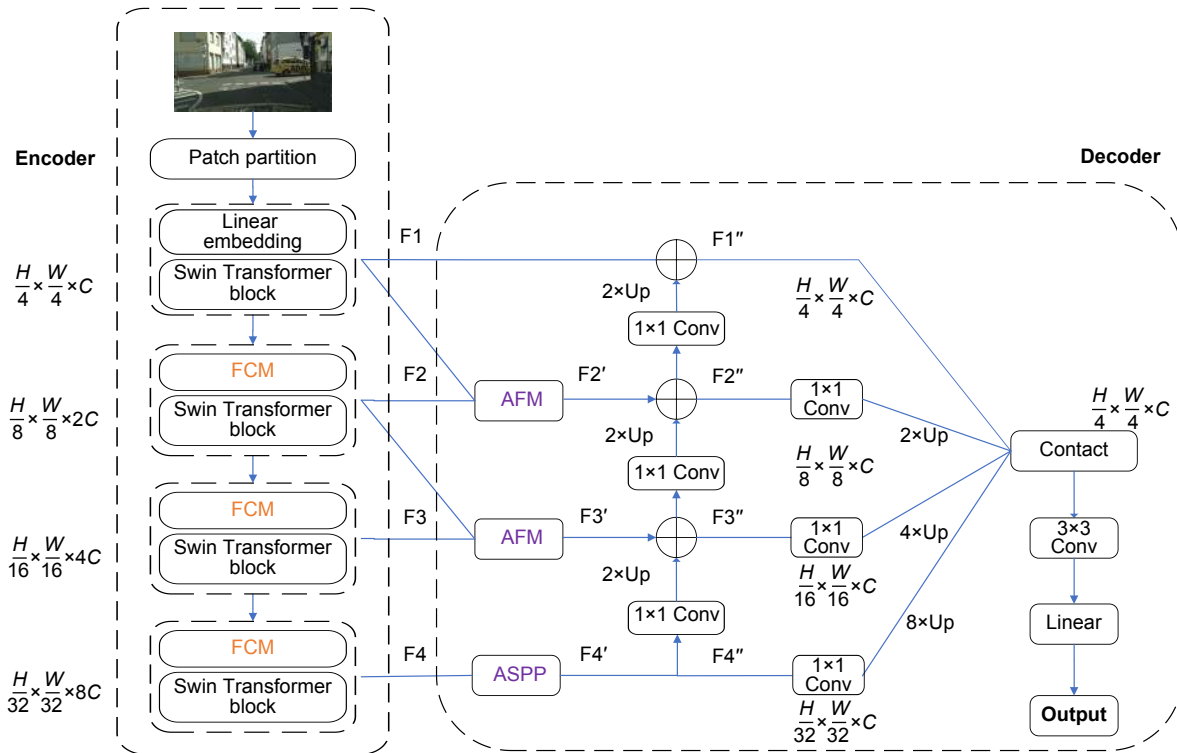 Encoder
Decoder
Patch partition
Linear
embedding
Swin Transformer
block
H/4 × W/4 × C
FCM
Swin Transformer
block
H/8 × W/8 × 2C
FCM
Swin Transformer
block
H/16 × W/16 × 4C
FCM
Swin Transformer
block
H/32 × W/32 × 8C
F1
F1″
H/4 × W/4 × C
2×Up
1×1 Conv
F2
AFM
F2′
F2″
1×1
Conv
H/8 × W/8 × C
2×Up
2×Up
1×1 Conv
F3
AFM
F3′
F3″
1×1
Conv
H/16 × W/16 × C
4×Up
2×Up
1×1 Conv
F4
ASPP
F4′
F4″
1×1
Conv
H/32 × W/32 × C
8×Up
H/4 × W/4 × C
Contact
3×3
Conv
Linear
Output